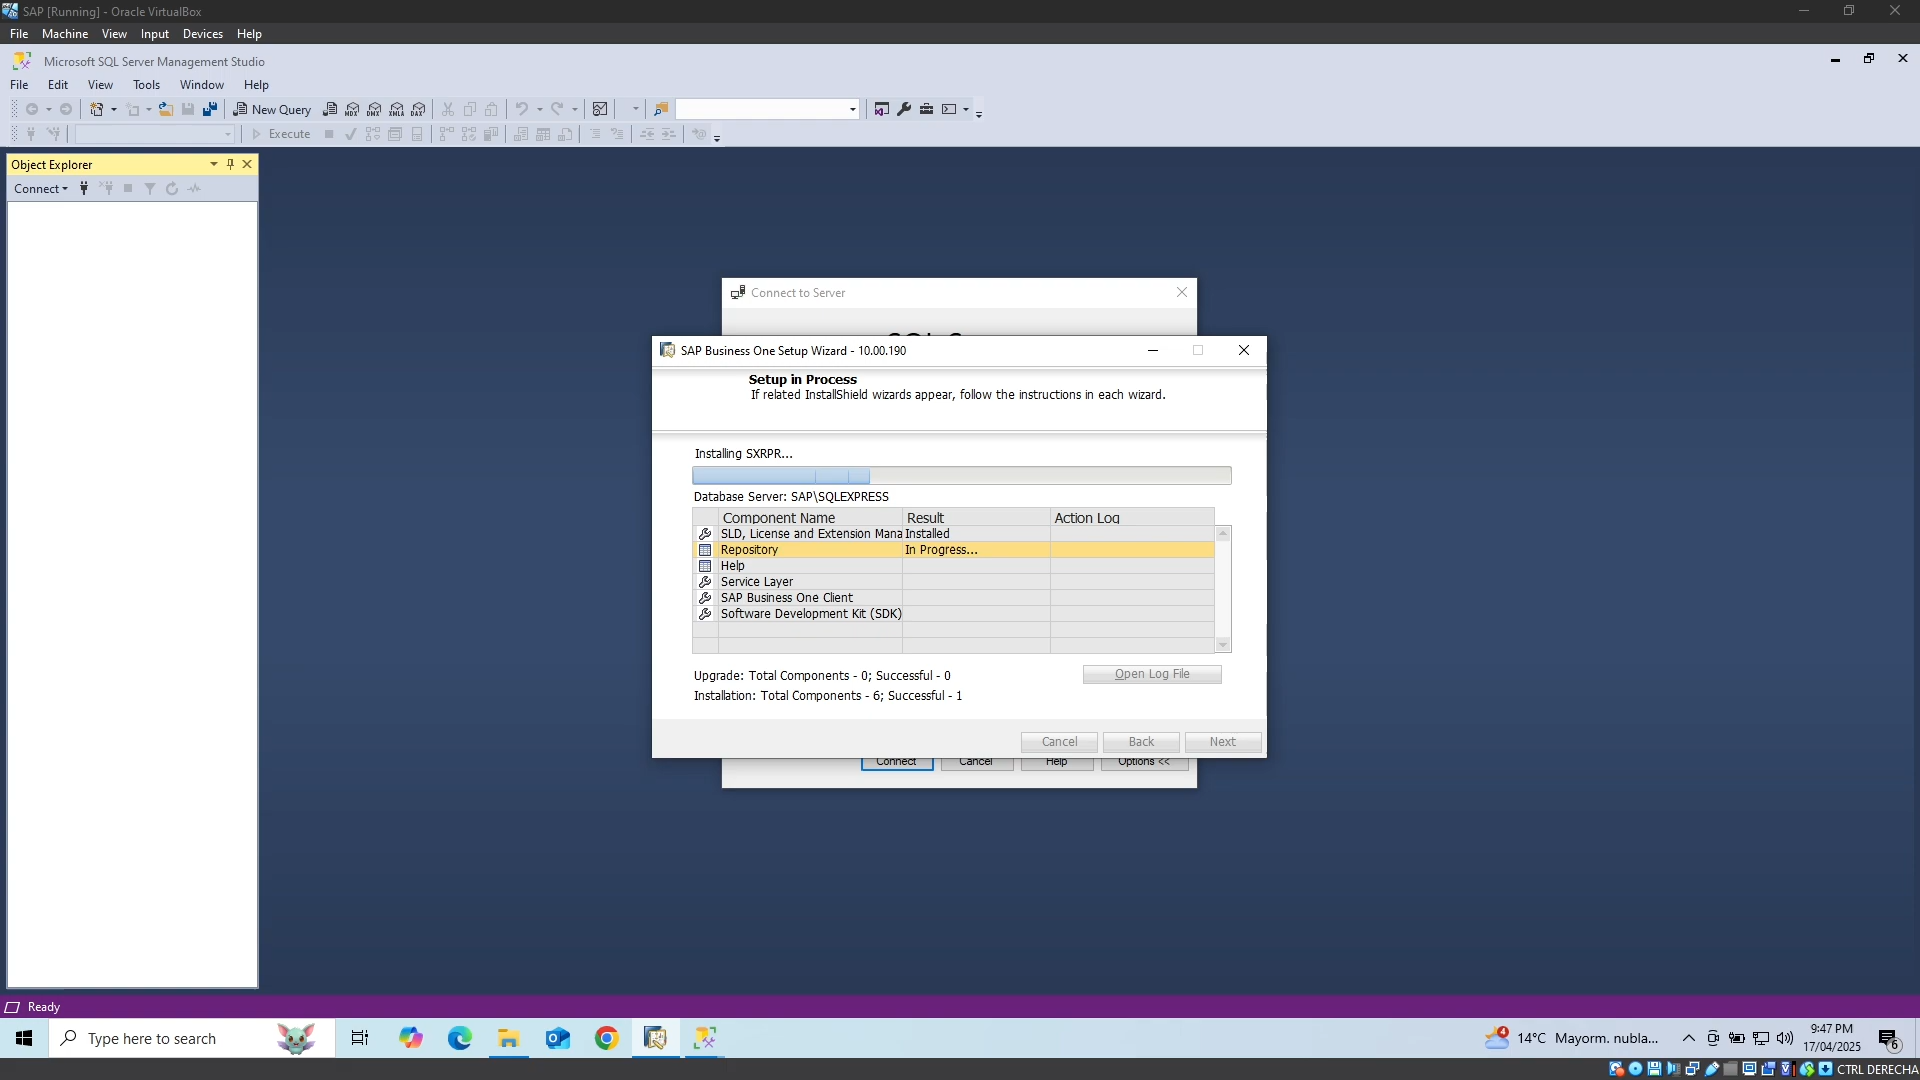 SAP [Running] - Oracle VirtualBox
File Machine View Input Devices Help
Microsoft SQL Server Management Studio
File Edit View Tools Window Help
New Query
MDX DMX XMLA DAX
Execute
Object Explorer
Connect
Connect to Server
SAP Business One Setup Wizard - 10.00.190
Setup in Process
If related InstallShield wizards appear, follow the instructions in each wizard.
Installing SXRPR...
Database Server: SAP\SQLEXPRESS
Component Name Result Action Log
SLD, License and Extension Mana Installed
Repository In Progress...
Help
Service Layer
SAP Business One Client
Software Development Kit (SDK)
Upgrade: Total Components - 0; Successful - 0
Open Log File
Installation: Total Components - 6; Successful - 1
Cancel Back Next
Connect Cancel Help Options <<
Ready
Type here to search
4
14°C Mayorm. nubla...
9:47 PM
17/04/2025
6
CTRL DERECHA